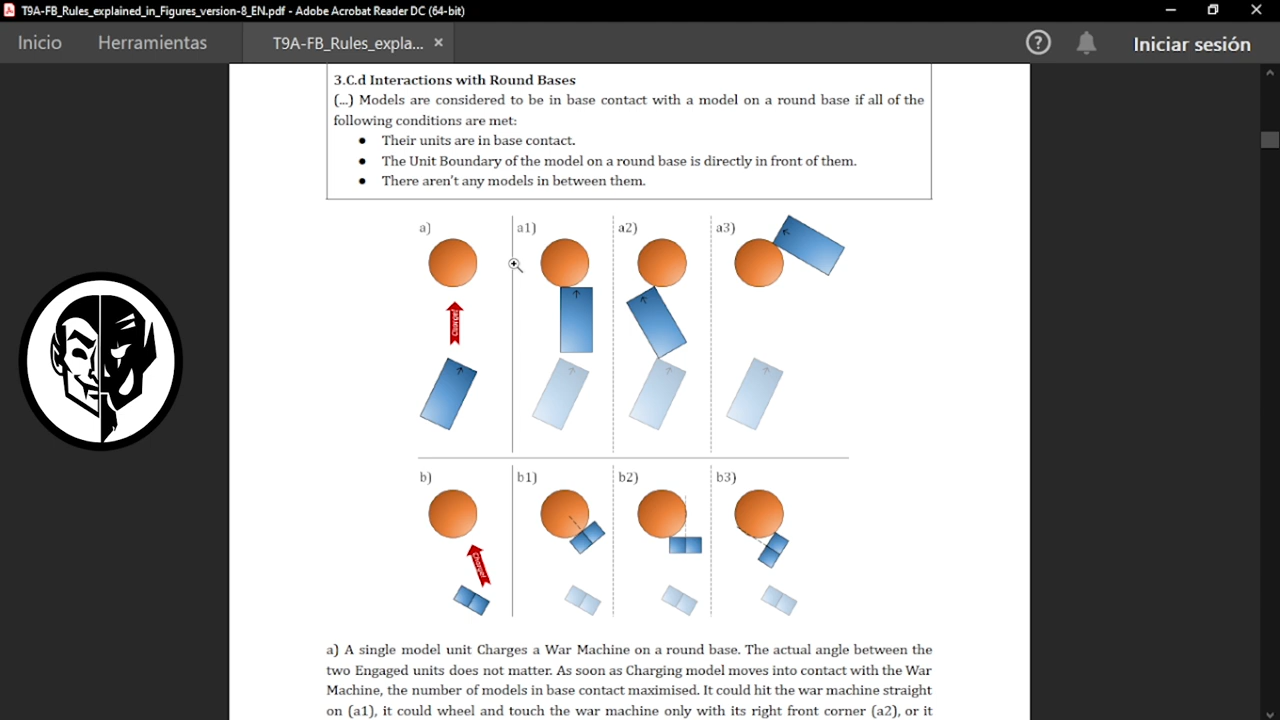 T9A-FB_Rules_explained_in_Figures_version-8_EN.pdf - Adobe Acrobat Reader DC (64-bit)
Inicio
Herramientas
T9A-FB_Rules_expla...
Iniciar sesión
3.C.d Interactions with Round Bases
(...) Models are considered to be in base contact with a model on a round base if all of the
following conditions are met:
• Their units are in base contact.
• The Unit Boundary of the model on a round base is directly in front of them.
• There aren't any models in between them.
a)
a1)
a2)
a3)
Charge!
b)
b1)
b2)
b3)
Charge!
a) A single model unit Charges a War Machine on a round base. The actual angle between the
two Engaged units does not matter. As soon as Charging model moves into contact with the War
Machine, the number of models in base contact maximised. It could hit the war machine straight
on (a1), it could wheel and touch the war machine only with its right front corner (a2), or it